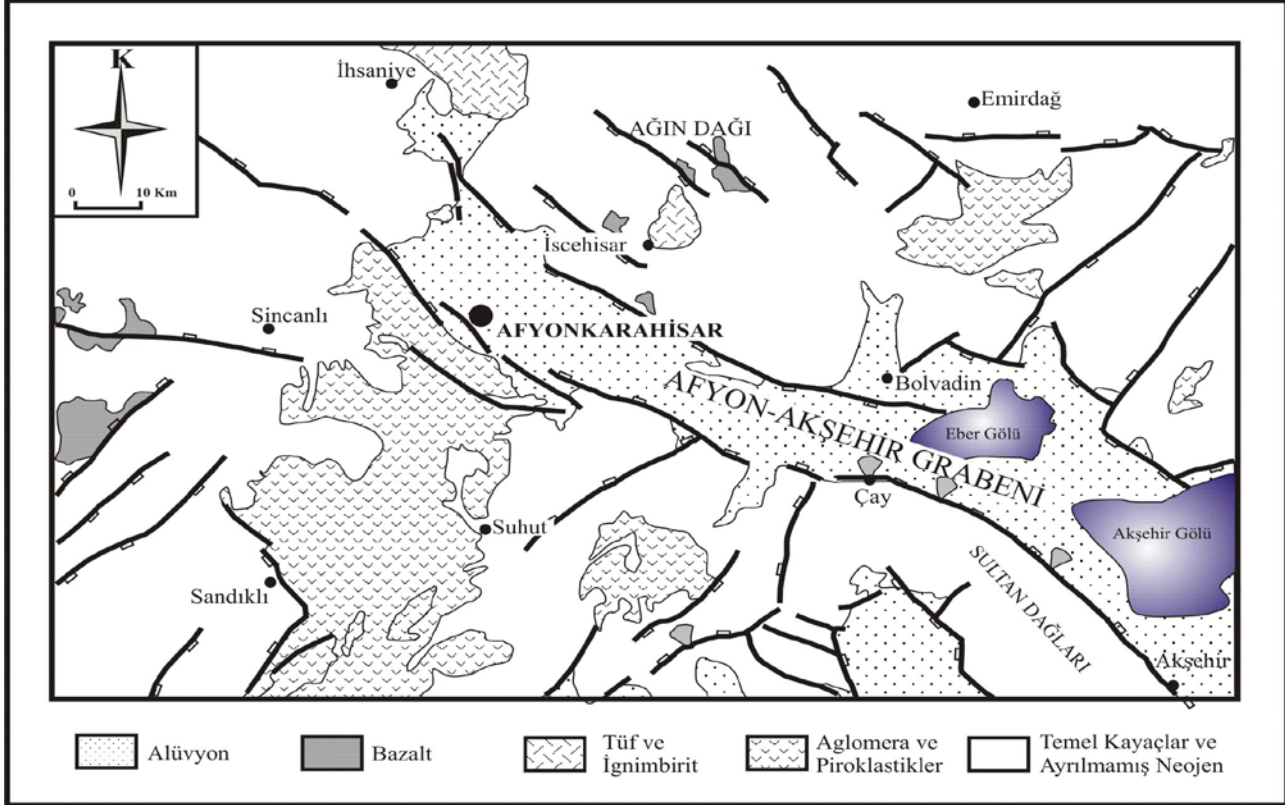 K
0 10 Km
İhsaniye
Emirdağ
AĞIN DAĞI
İscehisar
Sincanlı
AFYONKARAHİSAR
Bolvadin
AFYON-AKŞEHİR GRABENİ
Eber Gölü
Çay
Suhut
Akşehir Gölü
Sandıklı
SULTAN DAĞLARI
Akşehir
Alüvyon
Bazalt
Tüf ve
İgnimbirit
Aglomera ve
Piroklastikler
Temel Kayaçlar ve
Ayrılmamış Neojen